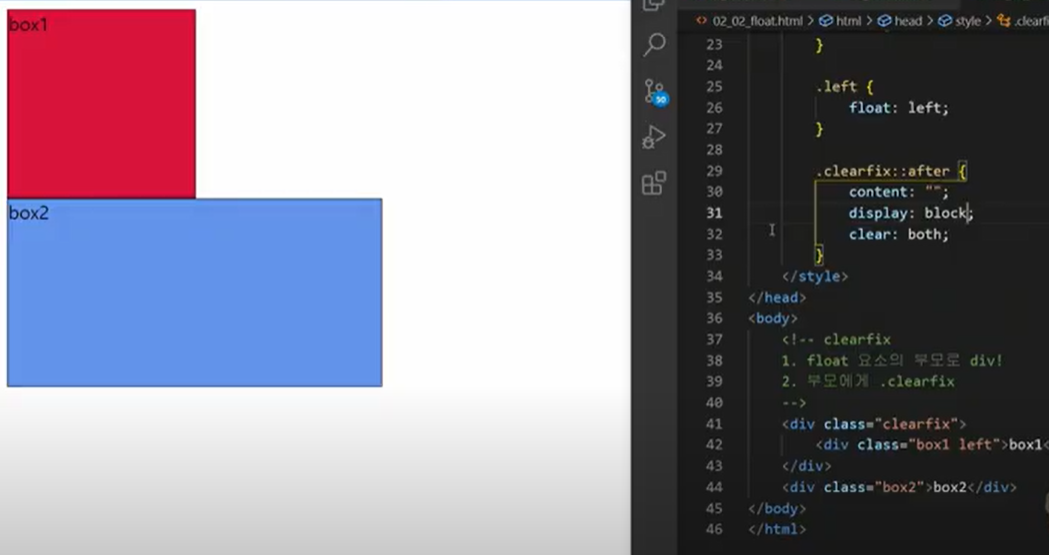 box1
box2
02_02_float.html > html > head > style > .clearfi
50
23 }
24
25 .left {
26 float: left;
27 }
28
29 .clearfix::after {
30 content: "";
31 display: block;
32 clear: both;
33 }
34 </style>
35 </head>
36 <body>
37 <!-- clearfix
38 1. float 요소의 부모로 div!
39 2. 부모에게 .clearfix
40 -->
41 <div class="clearfix">
42 <div class="box1 left">box1<
43 </div>
44 <div class="box2">box2</div>
45 </body>
46 </html>